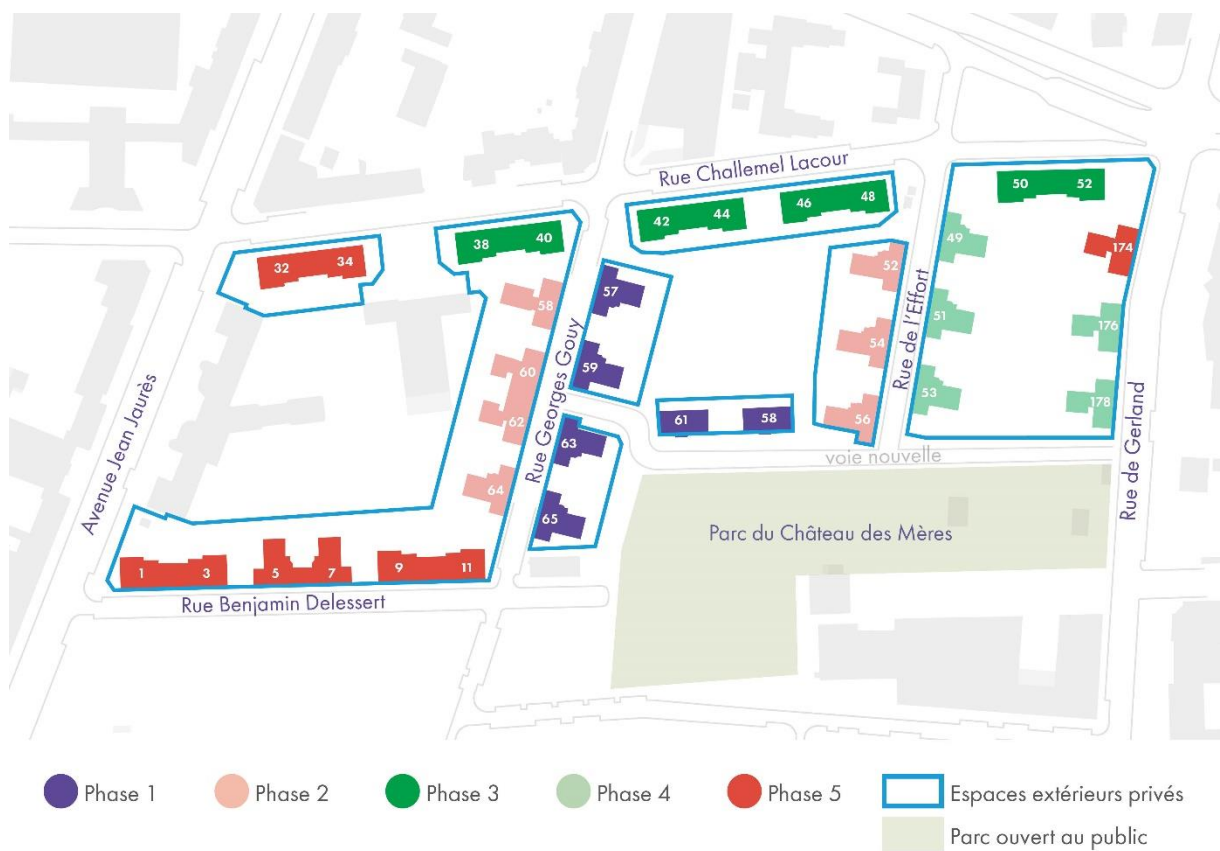 Rue Challemel Lacour
50
52
42
44
46
48
38
40
49
174
32
34
52
57
58
51
176
54
59
60
53
178
62
61
58
56
63
64
65
voie nouvelle
Rue de l'Effort
Rue Georges Gouy
Avenue Jean Jaurès
Rue de Gerland
Parc du Château des Mères
1
3
5
7
9
11
Rue Benjamin Delessert
Phase 1
Phase 2
Phase 3
Phase 4
Phase 5
Espaces extérieurs privés
Parc ouvert au public